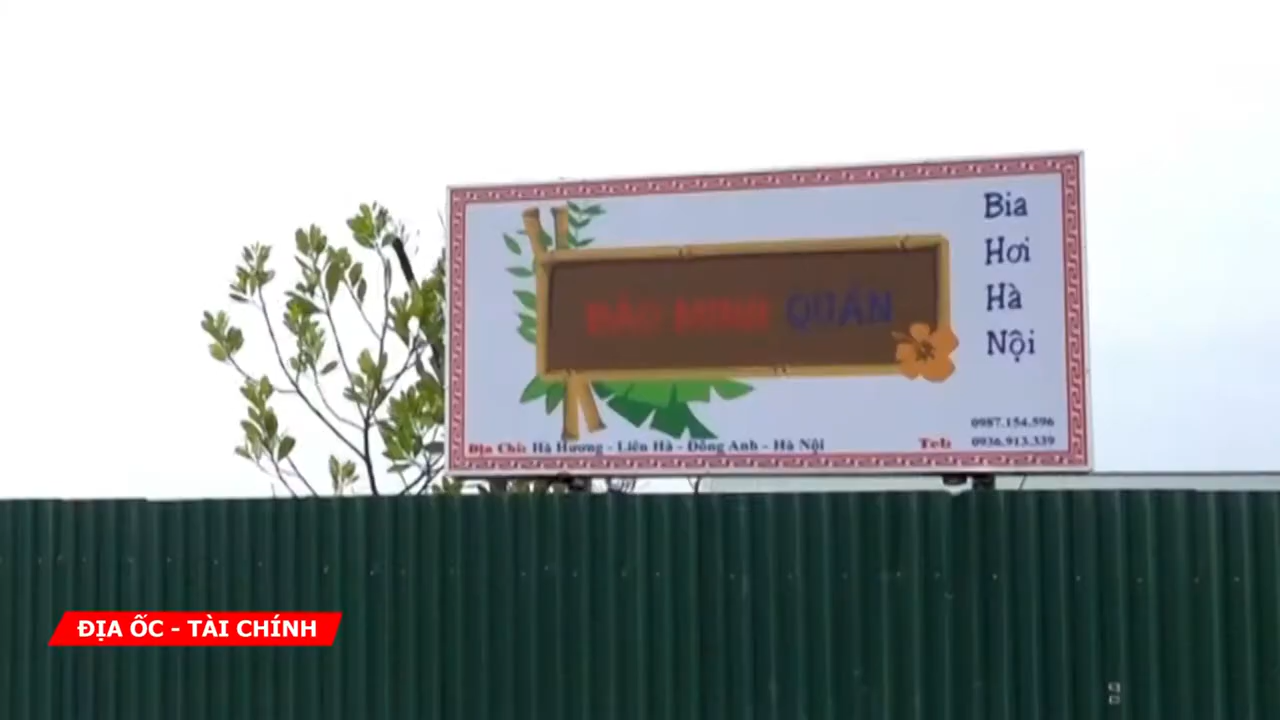 Bia
Hơi
Hà
Nội
BẢO MINH QUÁN
Địa Chỉ: Hà Hương - Liên Hà - Đông Anh - Hà Nội
Tel: 0987.154.596
0936.913.339
ĐỊA ỐC - TÀI CHÍNH